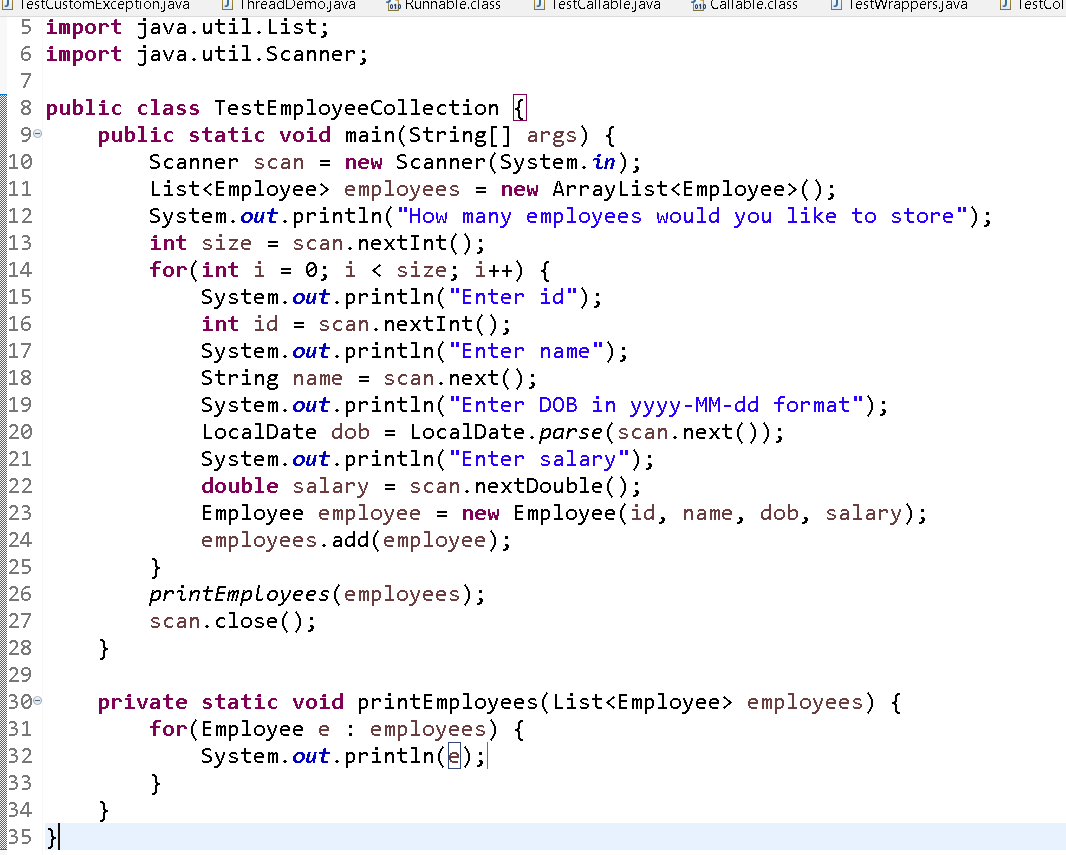 TestCustomException.java ThreadDemo.java Runnable.class TestCallable.java Callable.class TestWrappers.java TestCol
5 import java.util.List;
6 import java.util.Scanner;
7
8 public class TestEmployeeCollection {
9 public static void main(String[] args) {
10 Scanner scan = new Scanner(System.in);
11 List<Employee> employees = new ArrayList<Employee>();
12 System.out.println("How many employees would you like to store");
13 int size = scan.nextInt();
14 for(int i = 0; i < size; i++) {
15 System.out.println("Enter id");
16 int id = scan.nextInt();
17 System.out.println("Enter name");
18 String name = scan.next();
19 System.out.println("Enter DOB in yyyy-MM-dd format");
20 LocalDate dob = LocalDate.parse(scan.next());
21 System.out.println("Enter salary");
22 double salary = scan.nextDouble();
23 Employee employee = new Employee(id, name, dob, salary);
24 employees.add(employee);
25 }
26 printEmployees(employees);
27 scan.close();
28 }
29
30 private static void printEmployees(List<Employee> employees) {
31 for(Employee e : employees) {
32 System.out.println(e);
33 }
34 }
35 }